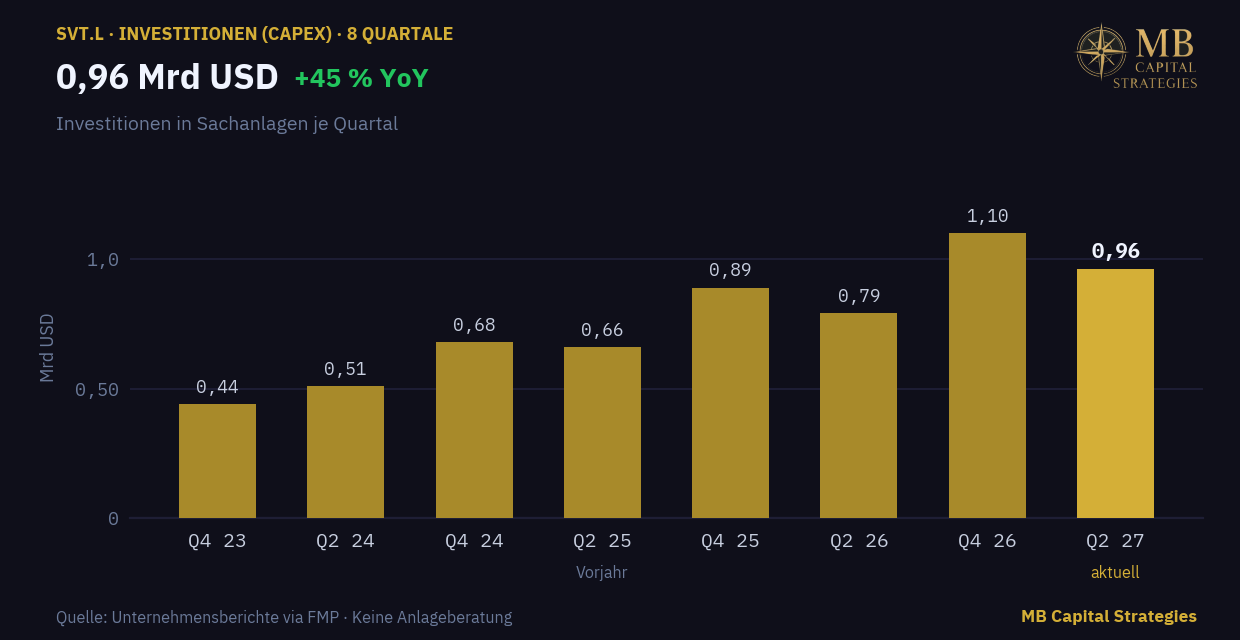 SVT.L · INVESTITIONEN (CAPEX) · 8 QUARTALE
MB
CAPITAL
STRATEGIES
0,96 Mrd USD +45 % YoY
Investitionen in Sachanlagen je Quartal
Mrd USD
1,0
0,50
0
0,44
0,51
0,68
0,66
0,89
0,79
1,10
0,96
Q4 23
Q2 24
Q4 24
Q2 25
Q4 25
Q2 26
Q4 26
Q2 27
Vorjahr
aktuell
Quelle: Unternehmensberichte via FMP · Keine Anlageberatung
MB Capital Strategies